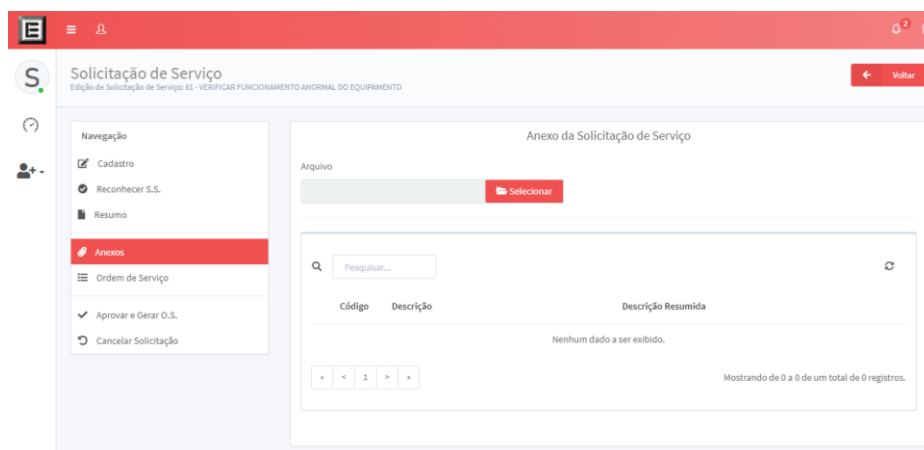 E
2
S
Solicitação de Serviço
Edição de Solicitação de Serviço: 61 - VERIFICAR FUNCIONAMENTO ANORMAL DO EQUIPAMENTO
Voltar
Navegação
Cadastro
Reconhecer S.S.
Resumo
Anexos
Ordem de Serviço
Aprovar e Gerar O.S.
Cancelar Solicitação
Anexo da Solicitação de Serviço
Arquivo
Selecionar
Pesquisar...
Código Descrição Descrição Resumida
Nenhum dado a ser exibido.
« < 1 > »
Mostrando de 0 a 0 de um total de 0 registros.